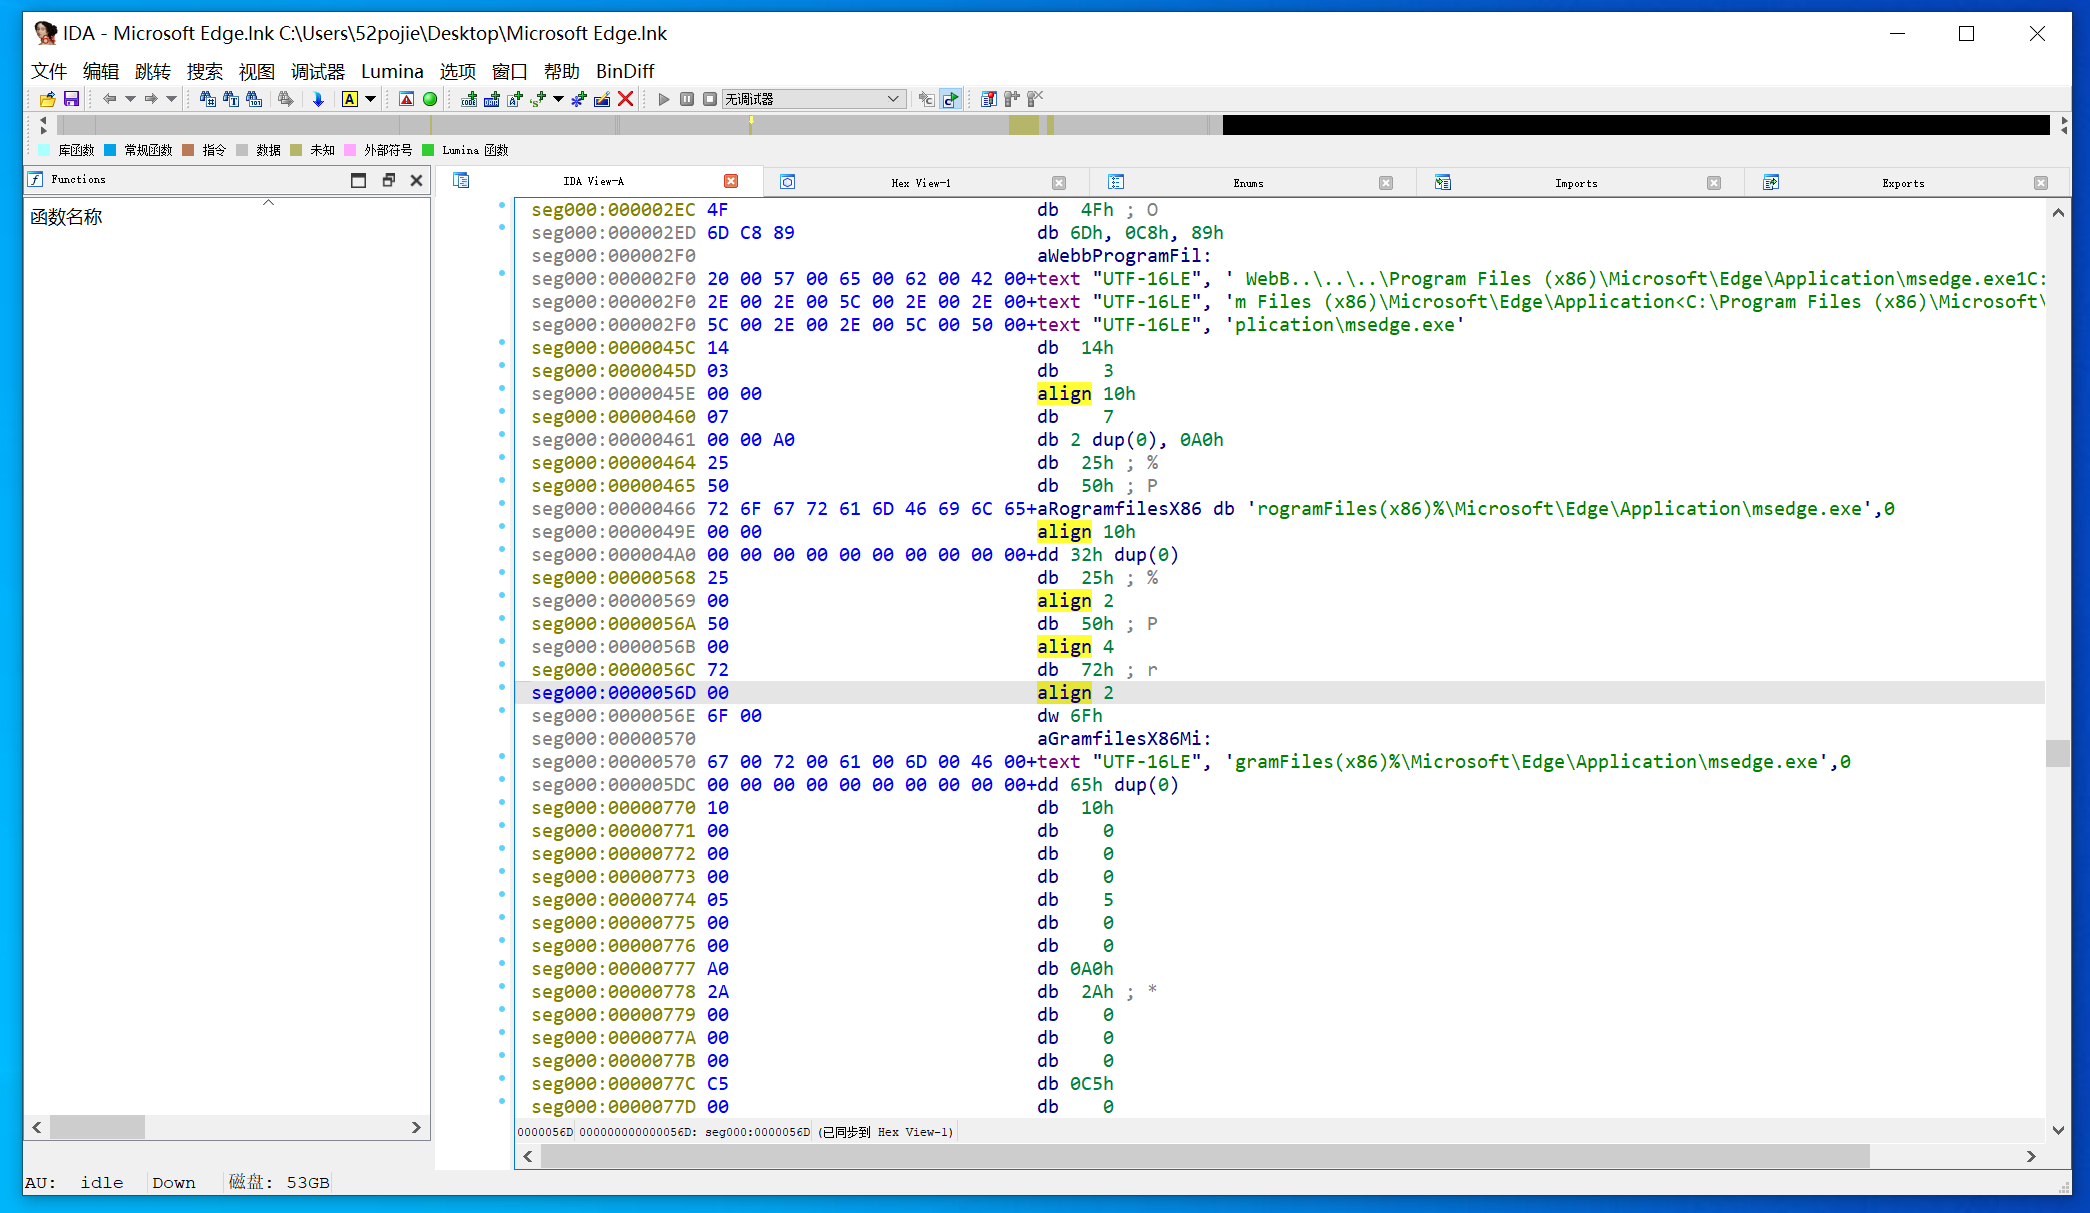 IDA - Microsoft Edge.lnk C:\Users\52pojie\Desktop\Microsoft Edge.lnk
文件 编辑 跳转 搜索 视图 调试器 Lumina 选项 窗口 帮助 BinDiff
无调试器
库函数 常规函数 指令 数据 未知 外部符号 Lumina 函数
Functions
函数名称
IDA View-A Hex View-1 Enums Imports Exports
seg000:000002EC 4F db 4Fh ; O
seg000:000002ED 6D C8 89 db 6Dh, 0C8h, 89h
seg000:000002F0 aWebbProgramFil:
seg000:000002F0 20 00 57 00 65 00 62 00 42 00+text "UTF-16LE", ' WebB..\..\..\Program Files (x86)\Microsoft\Edge\Application\msedge.exe1C:
seg000:000002F0 2E 00 2E 00 5C 00 2E 00 2E 00+text "UTF-16LE", 'm Files (x86)\Microsoft\Edge\Application<C:\Program Files (x86)\Microsoft\
seg000:000002F0 5C 00 2E 00 2E 00 5C 00 50 00+text "UTF-16LE", 'plication\msedge.exe'
seg000:0000045C 14 db 14h
seg000:0000045D 03 db 3
seg000:0000045E 00 00 align 10h
seg000:00000460 07 db 7
seg000:00000461 00 00 A0 db 2 dup(0), 0A0h
seg000:00000464 25 db 25h ; %
seg000:00000465 50 db 50h ; P
seg000:00000466 72 6F 67 72 61 6D 46 69 6C 65+aRogramfilesX86 db 'rogramFiles(x86)%\Microsoft\Edge\Application\msedge.exe',0
seg000:0000049E 00 00 align 10h
seg000:000004A0 00 00 00 00 00 00 00 00 00 00+dd 32h dup(0)
seg000:00000568 25 db 25h ; %
seg000:00000569 00 align 2
seg000:0000056A 50 db 50h ; P
seg000:0000056B 00 align 4
seg000:0000056C 72 db 72h ; r
seg000:0000056D 00 align 2
seg000:0000056E 6F 00 dw 6Fh
seg000:00000570 aGramfilesX86Mi:
seg000:00000570 67 00 72 00 61 00 6D 00 46 00+text "UTF-16LE", 'gramFiles(x86)%\Microsoft\Edge\Application\msedge.exe',0
seg000:000005DC 00 00 00 00 00 00 00 00 00 00+dd 65h dup(0)
seg000:00000770 10 db 10h
seg000:00000771 00 db 0
seg000:00000772 00 db 0
seg000:00000773 00 db 0
seg000:00000774 05 db 5
seg000:00000775 00 db 0
seg000:00000776 00 db 0
seg000:00000777 A0 db 0A0h
seg000:00000778 2A db 2Ah ; *
seg000:00000779 00 db 0
seg000:0000077A 00 db 0
seg000:0000077B 00 db 0
seg000:0000077C C5 db 0C5h
seg000:0000077D 00 db 0
0000056D 000000000000056D: seg000:0000056D (已同步到 Hex View-1)
AU: idle Down 磁盘: 53GB